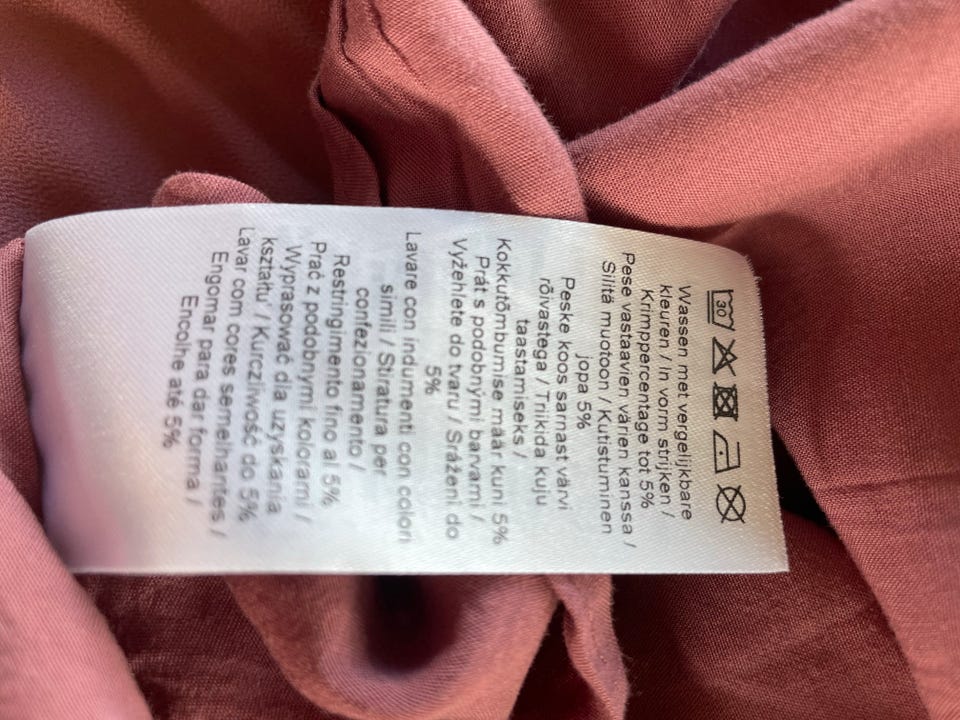 30
Wassen met vergelijkbare
kleuren / In vorm strijken /
Krimppercentage tot 5%
Pese vastaavien värien kanssa /
Silitä muotoon / Kutistuminen
jopa 5%
Peske koos sarnast värvi
rõivastega / Triikida kuju
taastamiseks /
Kokkutõmbumise määr kuni 5%
Prát s podobnými barvami /
Vyžehlete do tvaru / Srážení do
5%
Lavare con indumenti con colori
simili / Stiratura per
confezionamento /
Restringimento fino al 5%
Prać z podobnymi kolorami /
Wyprasować dla uzyskania
kształtu / Kurczliwość do 5%
Lavar com cores semelhantes /
Engomar para dar forma /
Encolhe até 5%